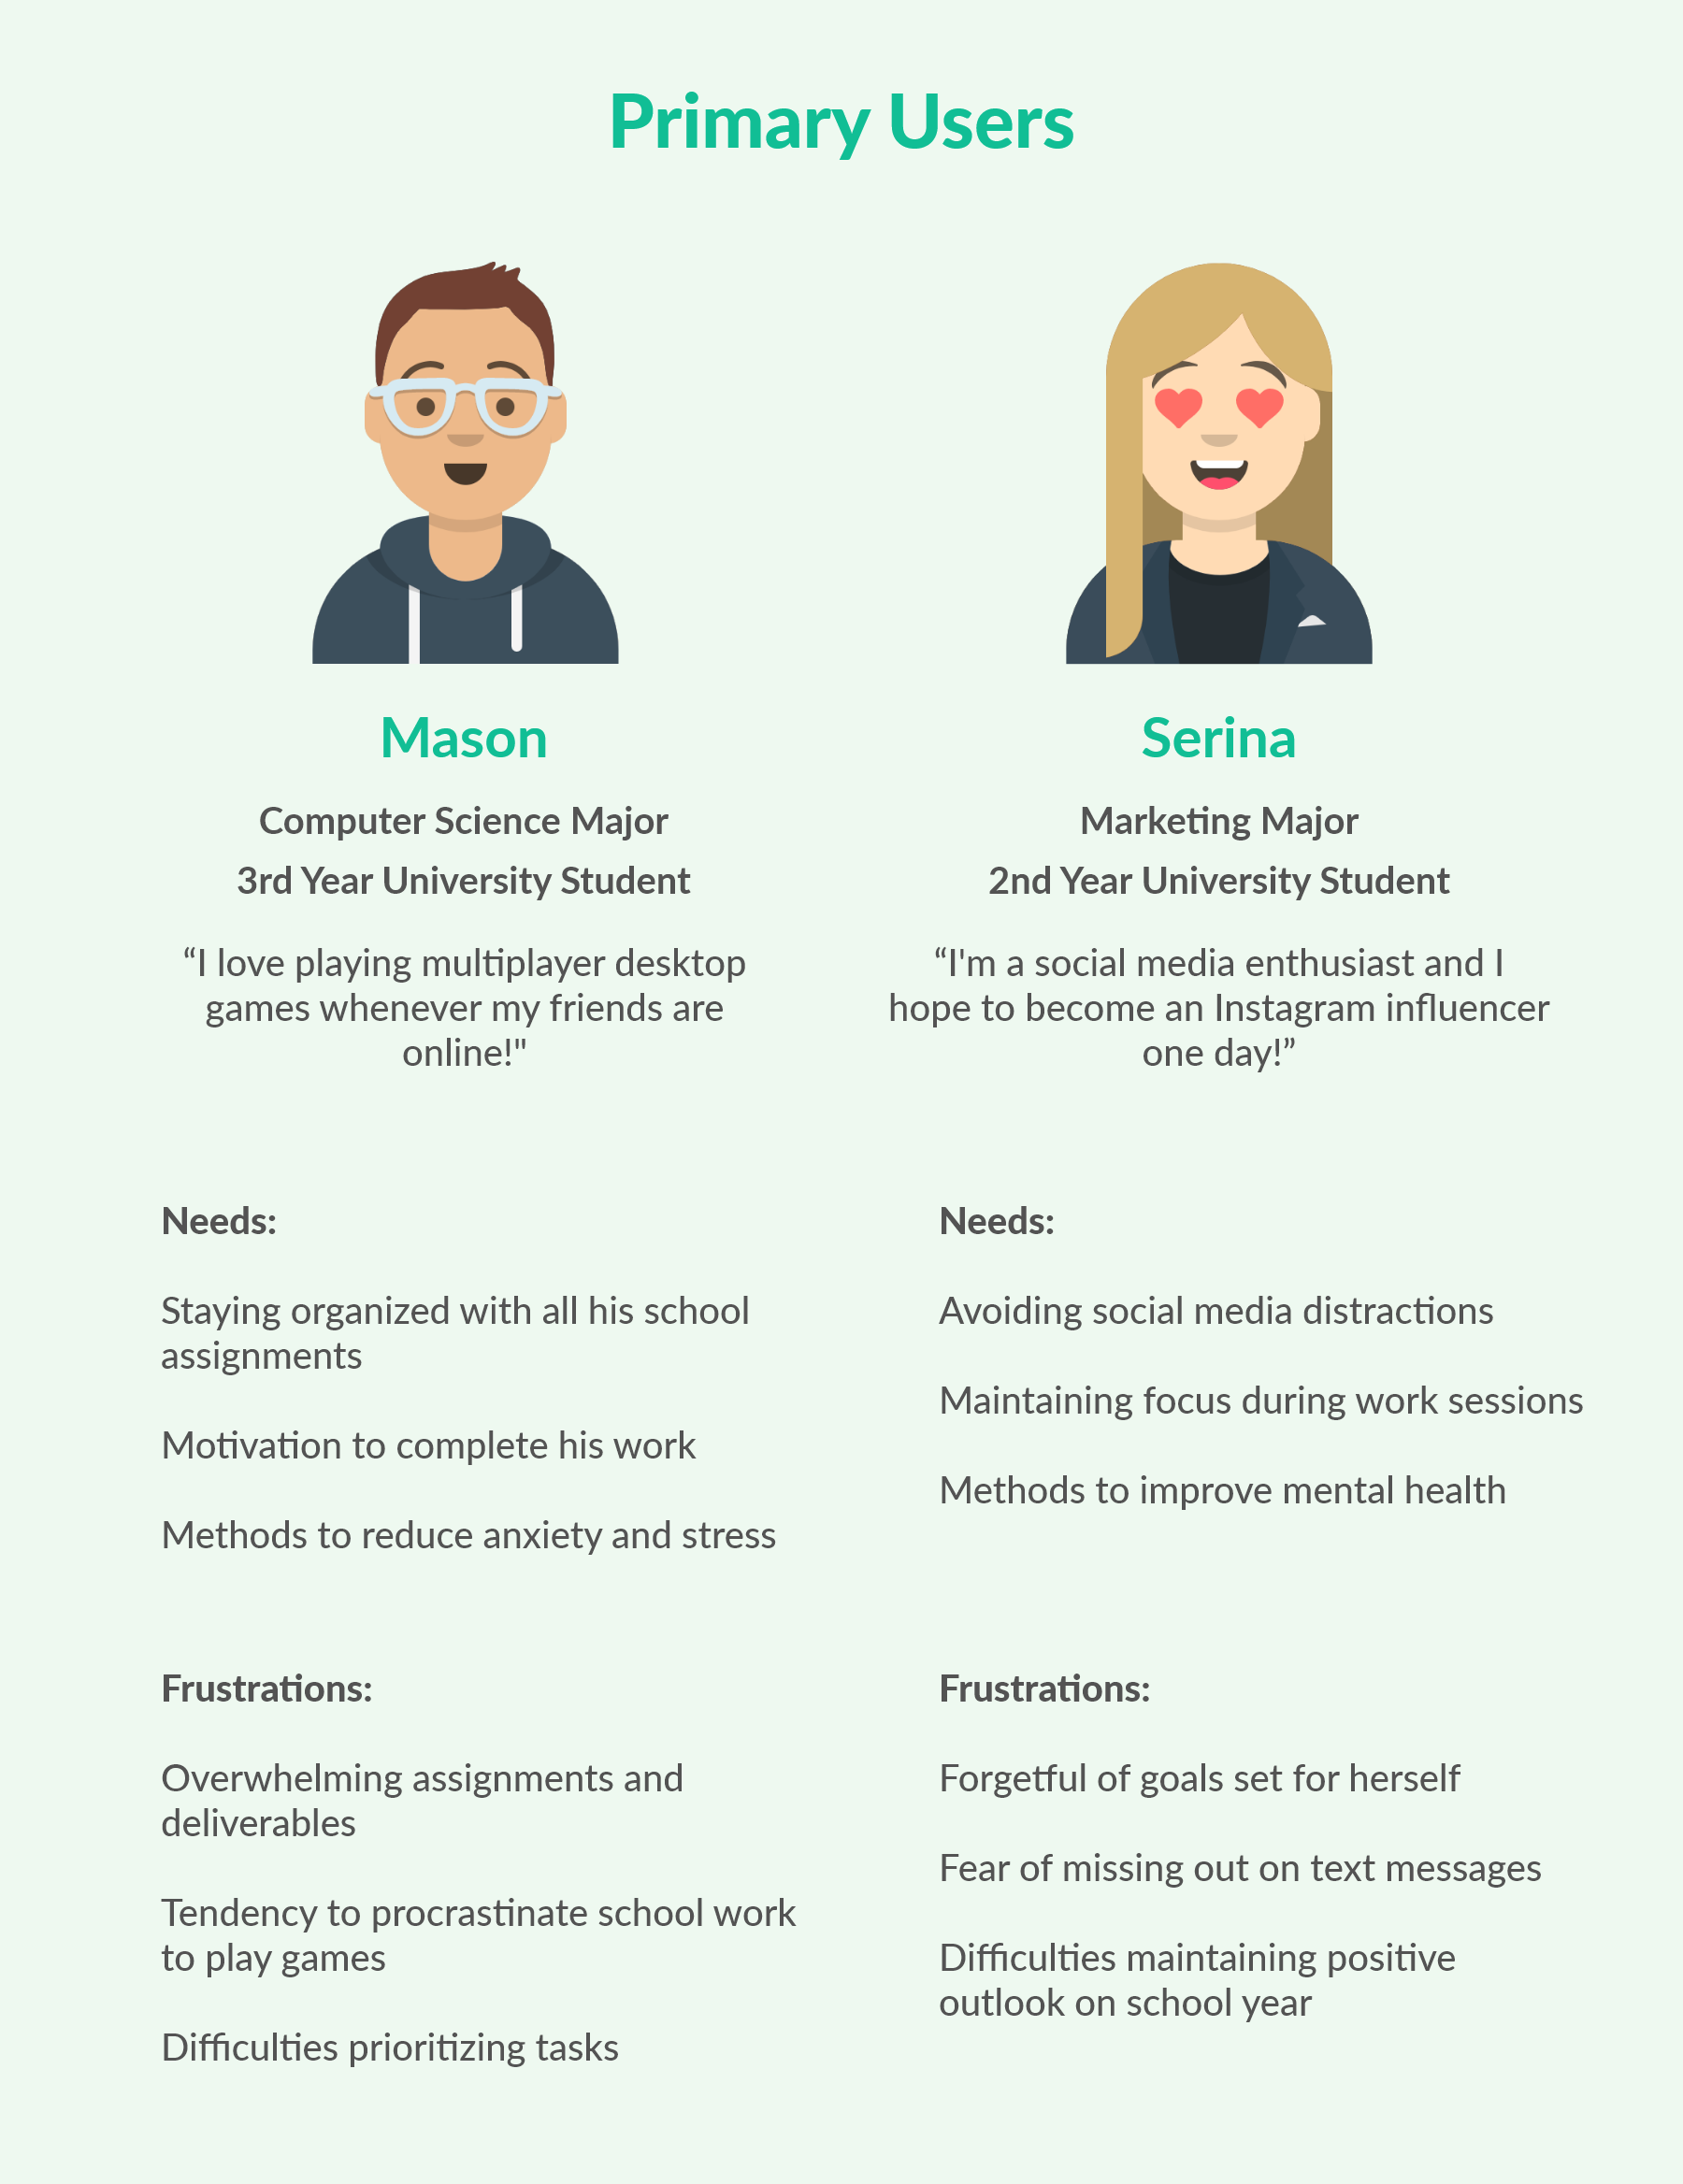 Primary Users
Mason
Computer Science Major
3rd Year University Student
“I love playing multiplayer desktop
games whenever my friends are
online!"
Needs:
Staying organized with all his school
assignments
Motivation to complete his work
Methods to reduce anxiety and stress
Frustrations:
Overwhelming assignments and
deliverables
Tendency to procrastinate school work
to play games
Difficulties prioritizing tasks
Serina
Marketing Major
2nd Year University Student
“I'm a social media enthusiast and I
hope to become an Instagram influencer
one day!”
Needs:
Avoiding social media distractions
Maintaining focus during work sessions
Methods to improve mental health
Frustrations:
Forgetful of goals set for herself
Fear of missing out on text messages
Difficulties maintaining positive
outlook on school year